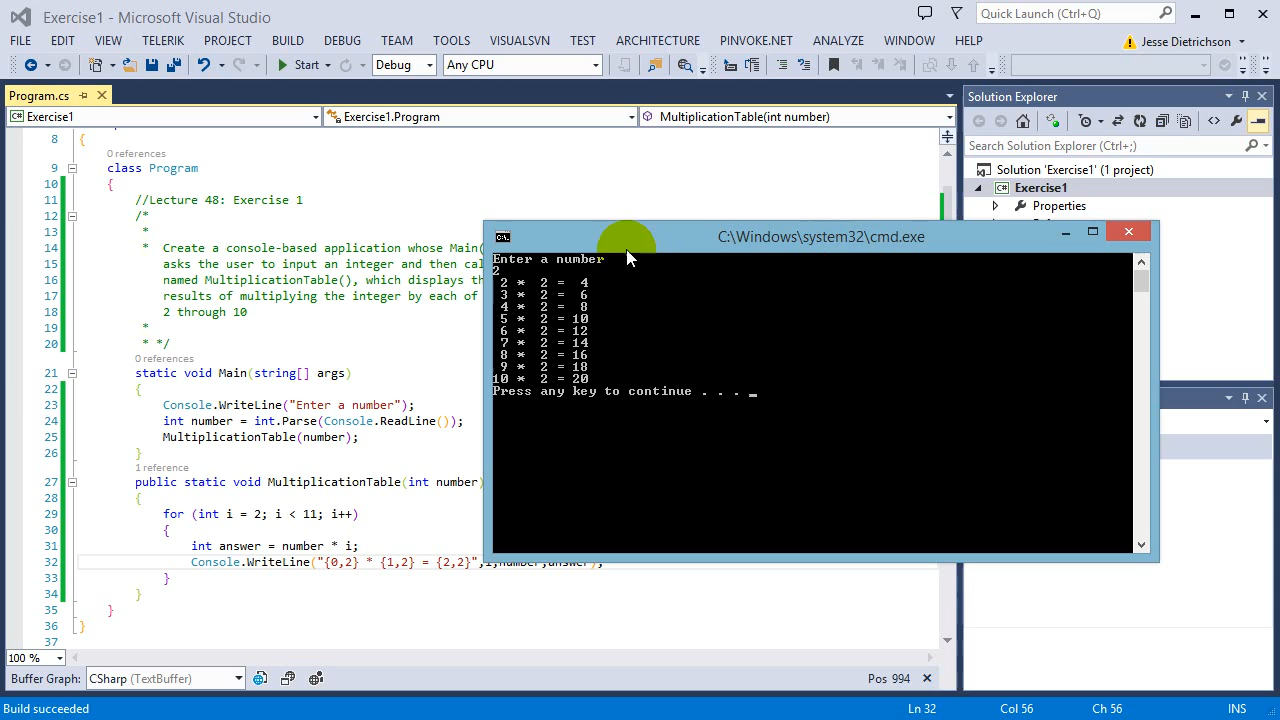 Exercise1 - Microsoft Visual Studio
Quick Launch (Ctrl+Q)
FILE EDIT VIEW TELERIK PROJECT BUILD DEBUG TEAM TOOLS VISUALSVN TEST ARCHITECTURE PINVOKE.NET ANALYZE WINDOW HELP
Jesse Dietrichson
Start Debug Any CPU
Program.cs
Exercise1 Exercise1.Program MultiplicationTable(int number)
8 {
0 references
9 class Program
10 {
11 //Lecture 48: Exercise 1
12 /*
13 *
14 * Create a console-based application whose Main(
15 asks the user to input an integer and then cal
16 named MultiplicationTable(), which displays th
17 results of multiplying the integer by each of
18 2 through 10
19 *
20 * */
0 references
21 static void Main(string[] args)
22 {
23 Console.WriteLine("Enter a number");
24 int number = int.Parse(Console.ReadLine());
25 MultiplicationTable(number);
26 }
1 reference
27 public static void MultiplicationTable(int number)
28 {
29 for (int i = 2; i < 11; i++)
30 {
31 int answer = number * i;
32 Console.WriteLine("{0,2} * {1,2} = {2,2}",i,number,answer);
33 }
34 }
35 }
36 }
37
C:\Windows\system32\cmd.exe
Enter a number
2
2 * 2 = 4
3 * 2 = 6
4 * 2 = 8
5 * 2 = 10
6 * 2 = 12
7 * 2 = 14
8 * 2 = 16
9 * 2 = 18
10 * 2 = 20
Press any key to continue . . . _
Solution Explorer
Search Solution Explorer (Ctrl+;)
Solution 'Exercise1' (1 project)
C# Exercise1
Properties
100 %
Buffer Graph: CSharp (TextBuffer) Pos 994
Build succeeded Ln 32 Col 56 Ch 56 INS